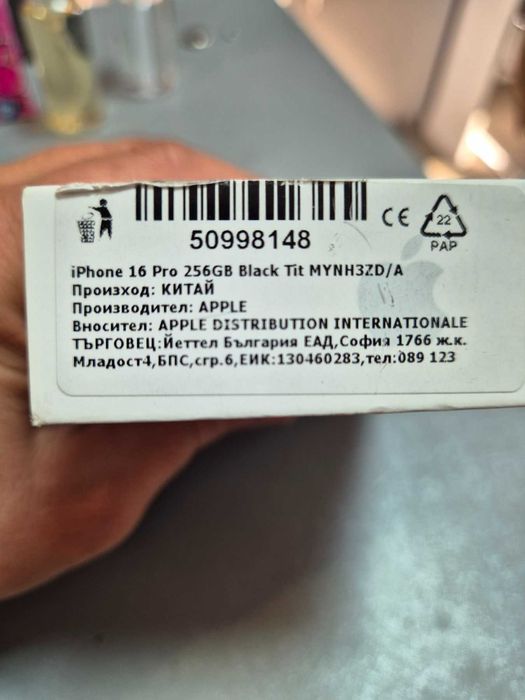 50998148
CE
22
PAP
iPhone 16 Pro 256GB Black Tit MYNH3ZD/A
Произход: КИТАЙ
Производител: APPLE
Вносител: APPLE DISTRIBUTION INTERNATIONALE
ТЪРГОВЕЦ:Йеттел България ЕАД,София 1766 ж.к.
Младост4,БПС,сгр.6,ЕИК:130460283,тел:089 123